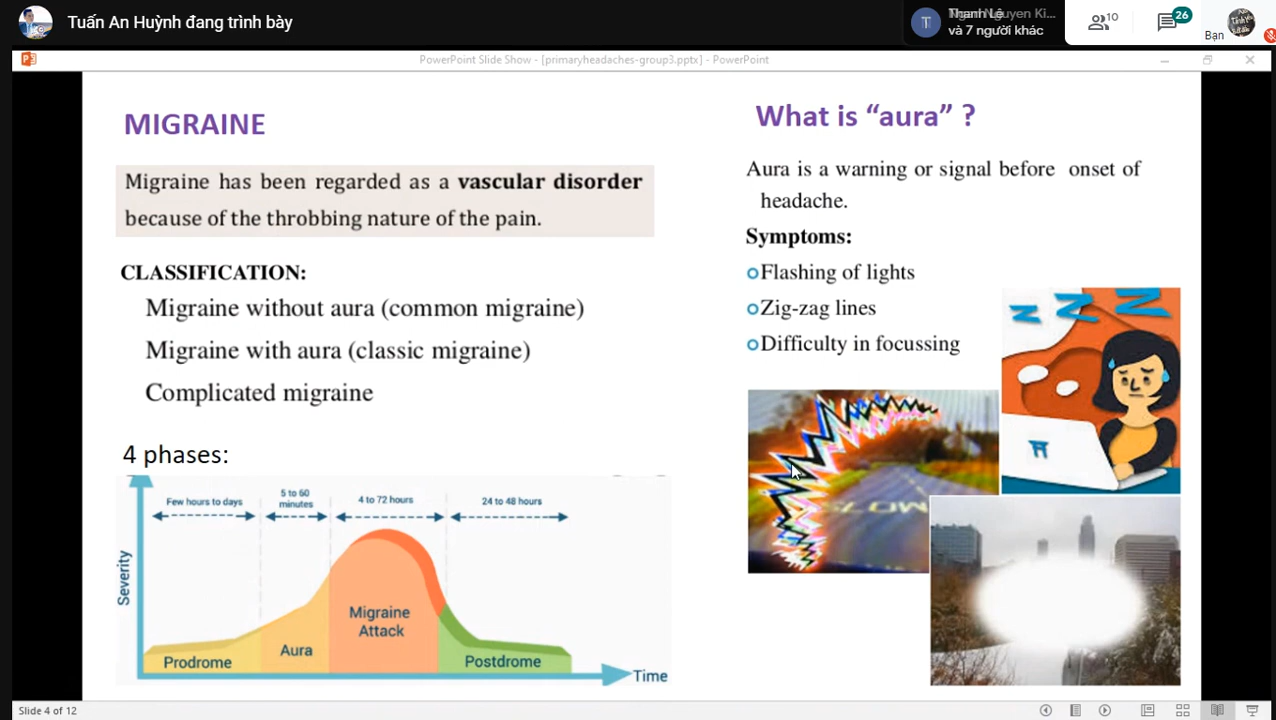 Tuấn An Huỳnh đang trình bày
T
Thanh Lê
và 7 người khác
10
26
Bạn
PowerPoint Slide Show - [primaryheadaches-group3.pptx] - PowerPoint
MIGRAINE
Migraine has been regarded as a vascular disorder
because of the throbbing nature of the pain.
CLASSIFICATION:
Migraine without aura (common migraine)
Migraine with aura (classic migraine)
Complicated migraine
4 phases:
Few hours to days
5 to 60
minutes
4 to 72 hours
24 to 48 hours
Severity
Prodrome
Aura
Migraine
Attack
Postdrome
Time
What is “aura” ?
Aura is a warning or signal before onset of
headache.
Symptoms:
Flashing of lights
Zig-zag lines
Difficulty in focussing
Z Z Z
SLOW
Slide 4 of 12